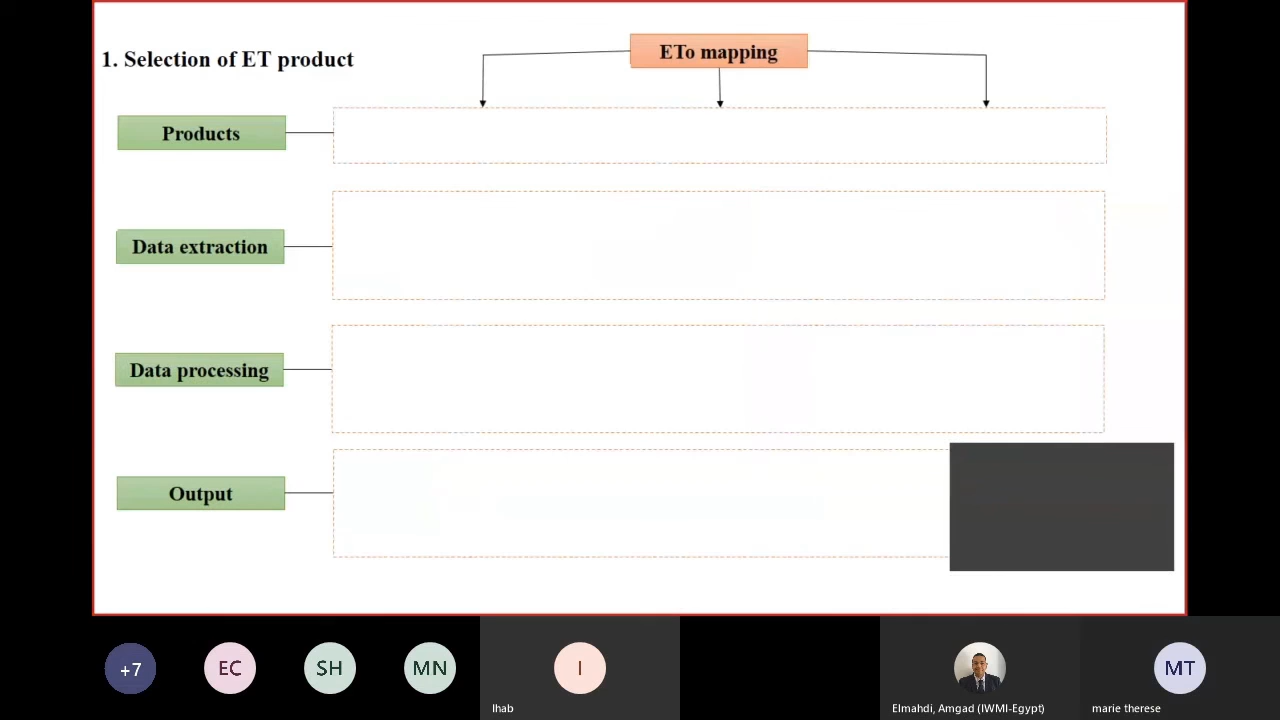 1. Selection of ET product
ETo mapping
Products
Data extraction
Data processing
Output
+7
EC
SH
MN
I
MT
Ihab
Elmahdi, Amgad (IWMI-Egypt)
marie therese